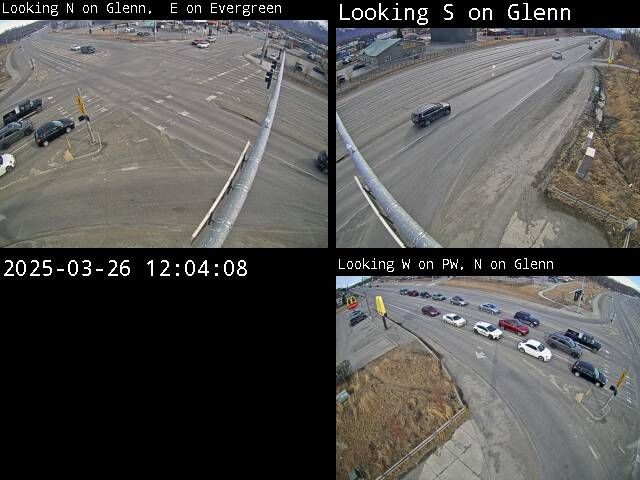 Looking N on Glenn, E on Evergreen
Looking S on Glenn
2025-03-26 12:04:08
Looking W on PW, N on Glenn